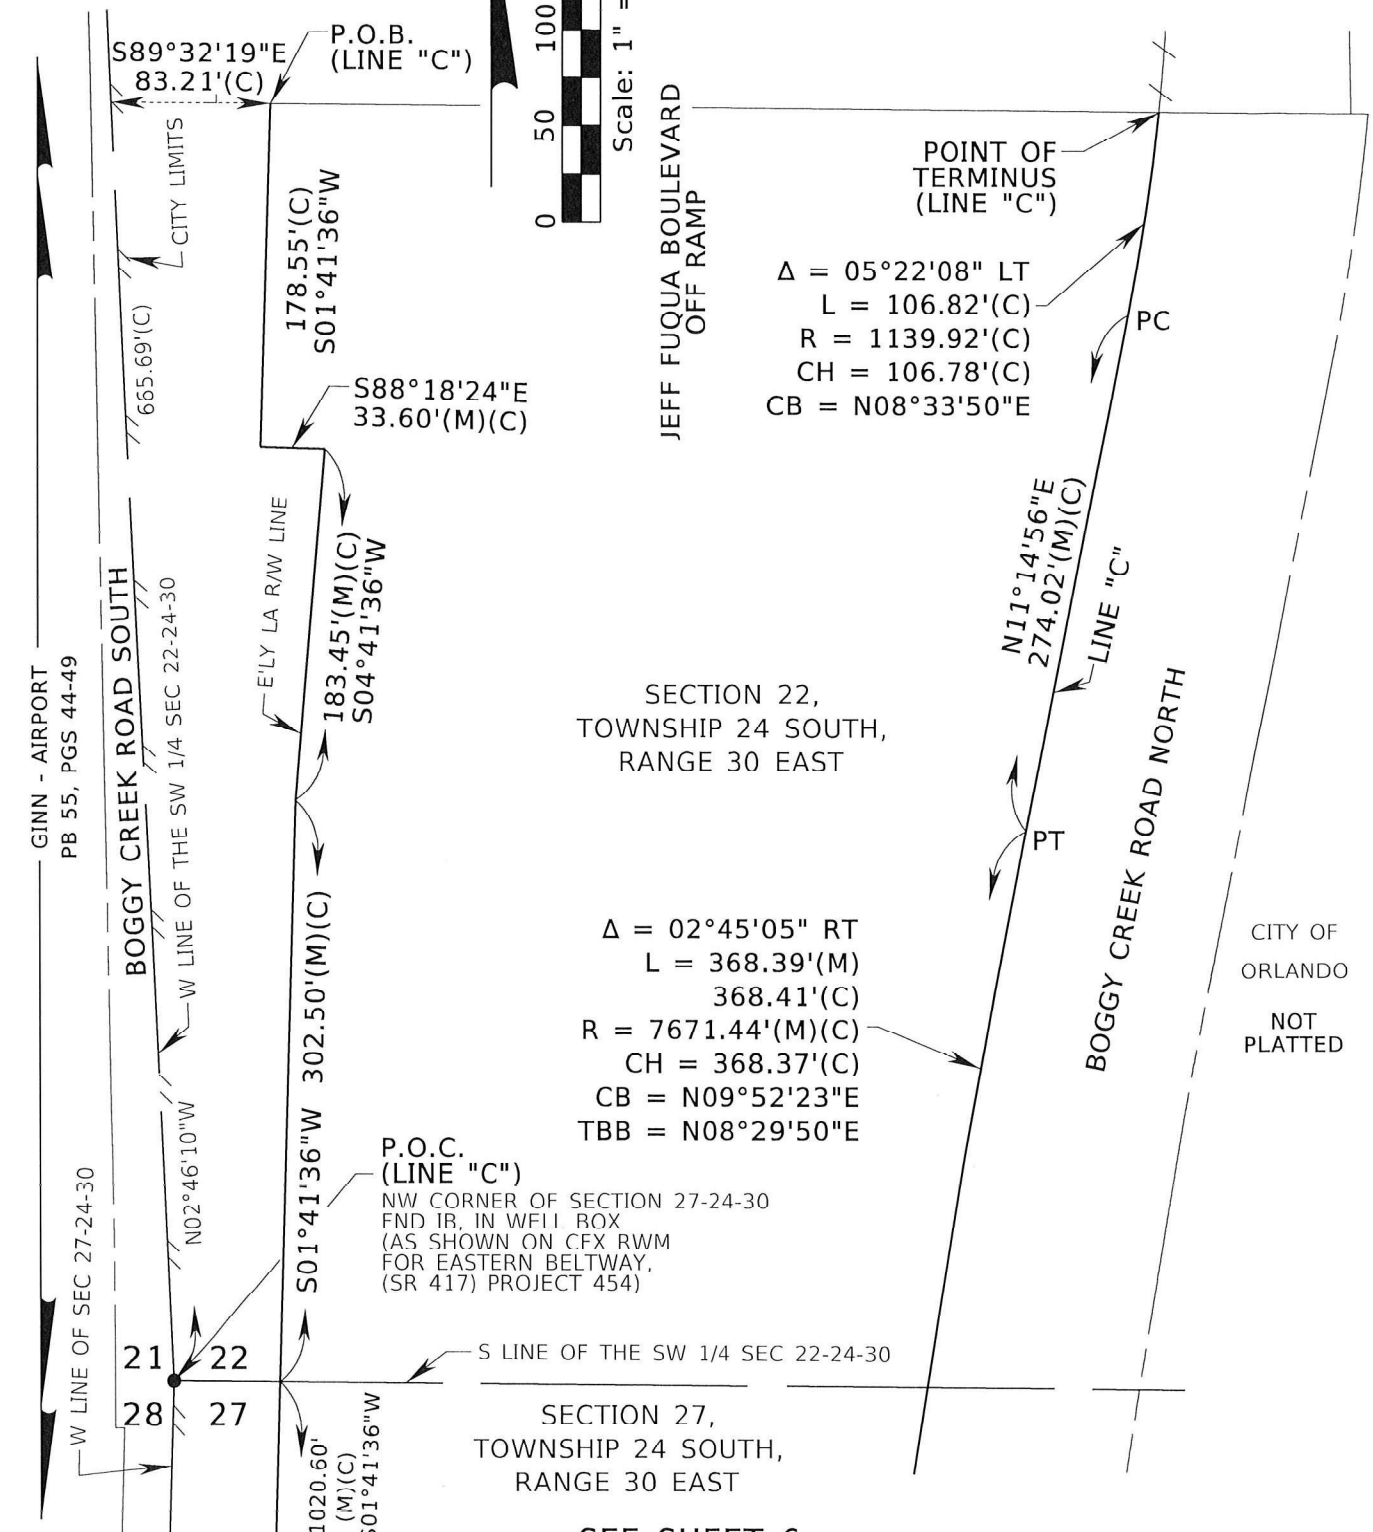 S89°32'19"E
83.21'(C)
P.O.B.
(LINE "C")
0
50
100
Scale: 1" =
JEFF FUQUA BOULEVARD
OFF RAMP
CITY LIMITS
178.55'(C)
S01°41'36"W
POINT OF
TERMINUS
(LINE "C")
Δ = 05°22'08" LT
L = 106.82'(C)
R = 1139.92'(C)
CH = 106.78'(C)
CB = N08°33'50"E
PC
665.69'(C)
S88°18'24"E
33.60'(M)(C)
E'LY LA R/W LINE
183.45'(M)(C)
S04°41'36"W
N11°14'56"E
274.02'(M)(C)
LINE "C"
GINN - AIRPORT
PB 55, PGS 44-49
BOGGY CREEK ROAD SOUTH
W LINE OF THE SW 1/4 SEC 22-24-30
SECTION 22,
TOWNSHIP 24 SOUTH,
RANGE 30 EAST
PT
BOGGY CREEK ROAD NORTH
Δ = 02°45'05" RT
L = 368.39'(M)
368.41'(C)
R = 7671.44'(M)(C)
CH = 368.37'(C)
CB = N09°52'23"E
TBB = N08°29'50"E
CITY OF
ORLANDO
NOT
PLATTED
S01°41'36"W 302.50'(M)(C)
N02°46'10"W
W LINE OF SEC 27-24-30
P.O.C.
(LINE "C")
NW CORNER OF SECTION 27-24-30
FND IR, IN WELL BOX
(AS SHOWN ON CFX RWM
FOR EASTERN BELTWAY,
(SR 417) PROJECT 454)
21 22
28 27
S LINE OF THE SW 1/4 SEC 22-24-30
SECTION 27,
TOWNSHIP 24 SOUTH,
RANGE 30 EAST
1020.60'
(M)(C)
S01°41'36"W
SEE SHEET